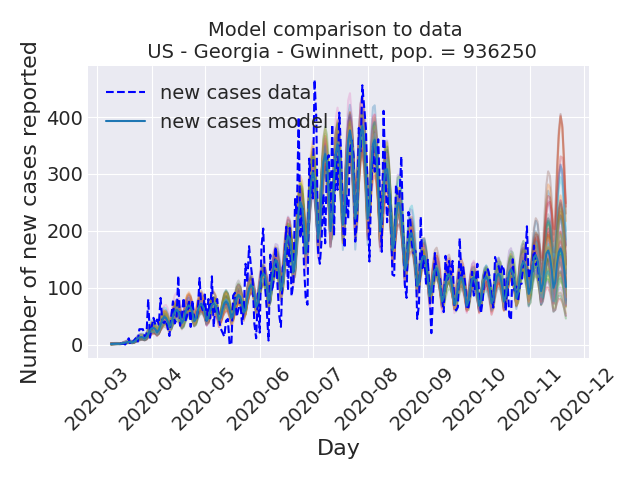 Model comparison to data
US - Georgia - Gwinnett, pop. = 936250
Number of new cases reported
400
300
200
100
0
new cases data
new cases model
2020-03
2020-04
2020-05
2020-06
2020-07
2020-08
2020-09
2020-10
2020-11
2020-12
Day